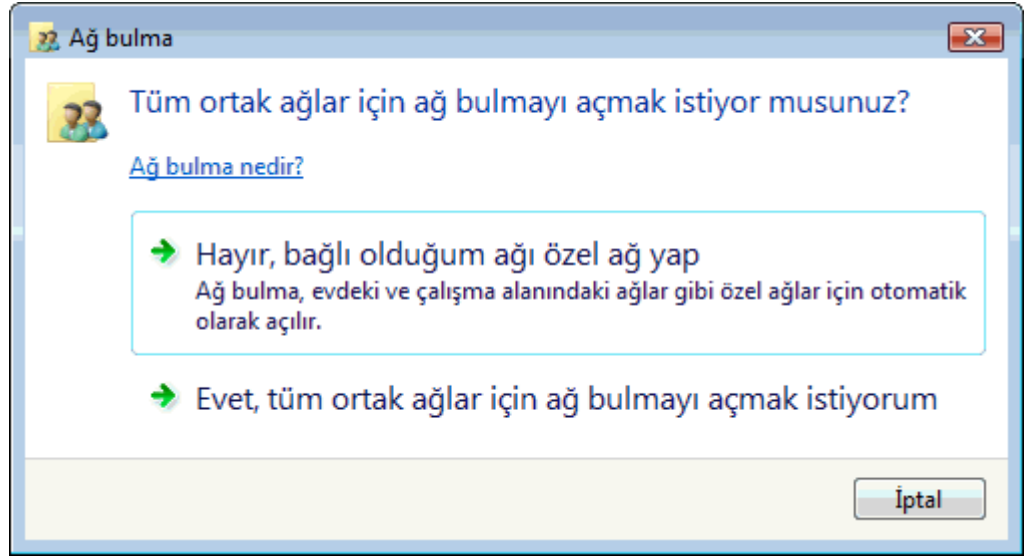 Ağ bulma
Tüm ortak ağlar için ağ bulmayı açmak istiyor musunuz?
Ağ bulma nedir?
Hayır, bağlı olduğum ağı özel ağ yap
Ağ bulma, evdeki ve çalışma alanındaki ağlar gibi özel ağlar için otomatik
olarak açılır.
Evet, tüm ortak ağlar için ağ bulmayı açmak istiyorum
İptal